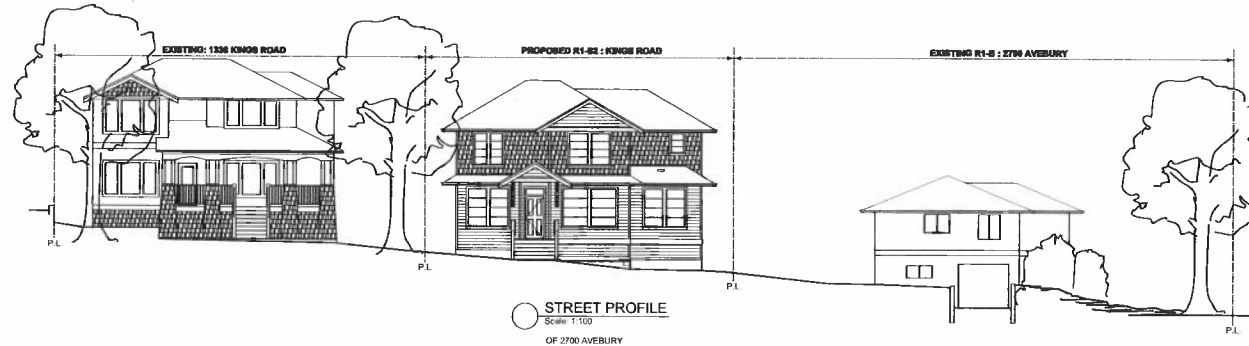 EXISTING: 1336 KINGS ROAD
PROPOSED R1-S2 : KINGS ROAD
EXISTING R1-B : 2700 AVEBURY
P.L.
P.L.
P.L.
P.L.
STREET PROFILE
Scale: 1:100
OF 2700 AVEBURY